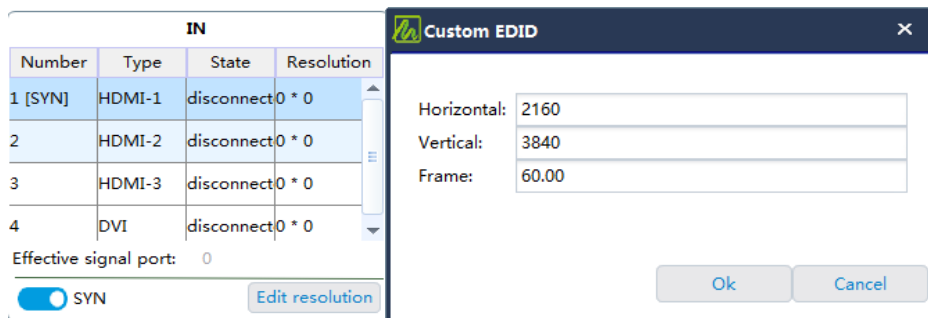 IN
Number Type State Resolution
1 [SYN] HDMI-1 disconnect 0 * 0
2 HDMI-2 disconnect 0 * 0
3 HDMI-3 disconnect 0 * 0
4 DVI disconnect 0 * 0
Effective signal port: 0
SYN Edit resolution
Custom EDID
Horizontal: 2160
Vertical: 3840
Frame: 60.00
Ok Cancel